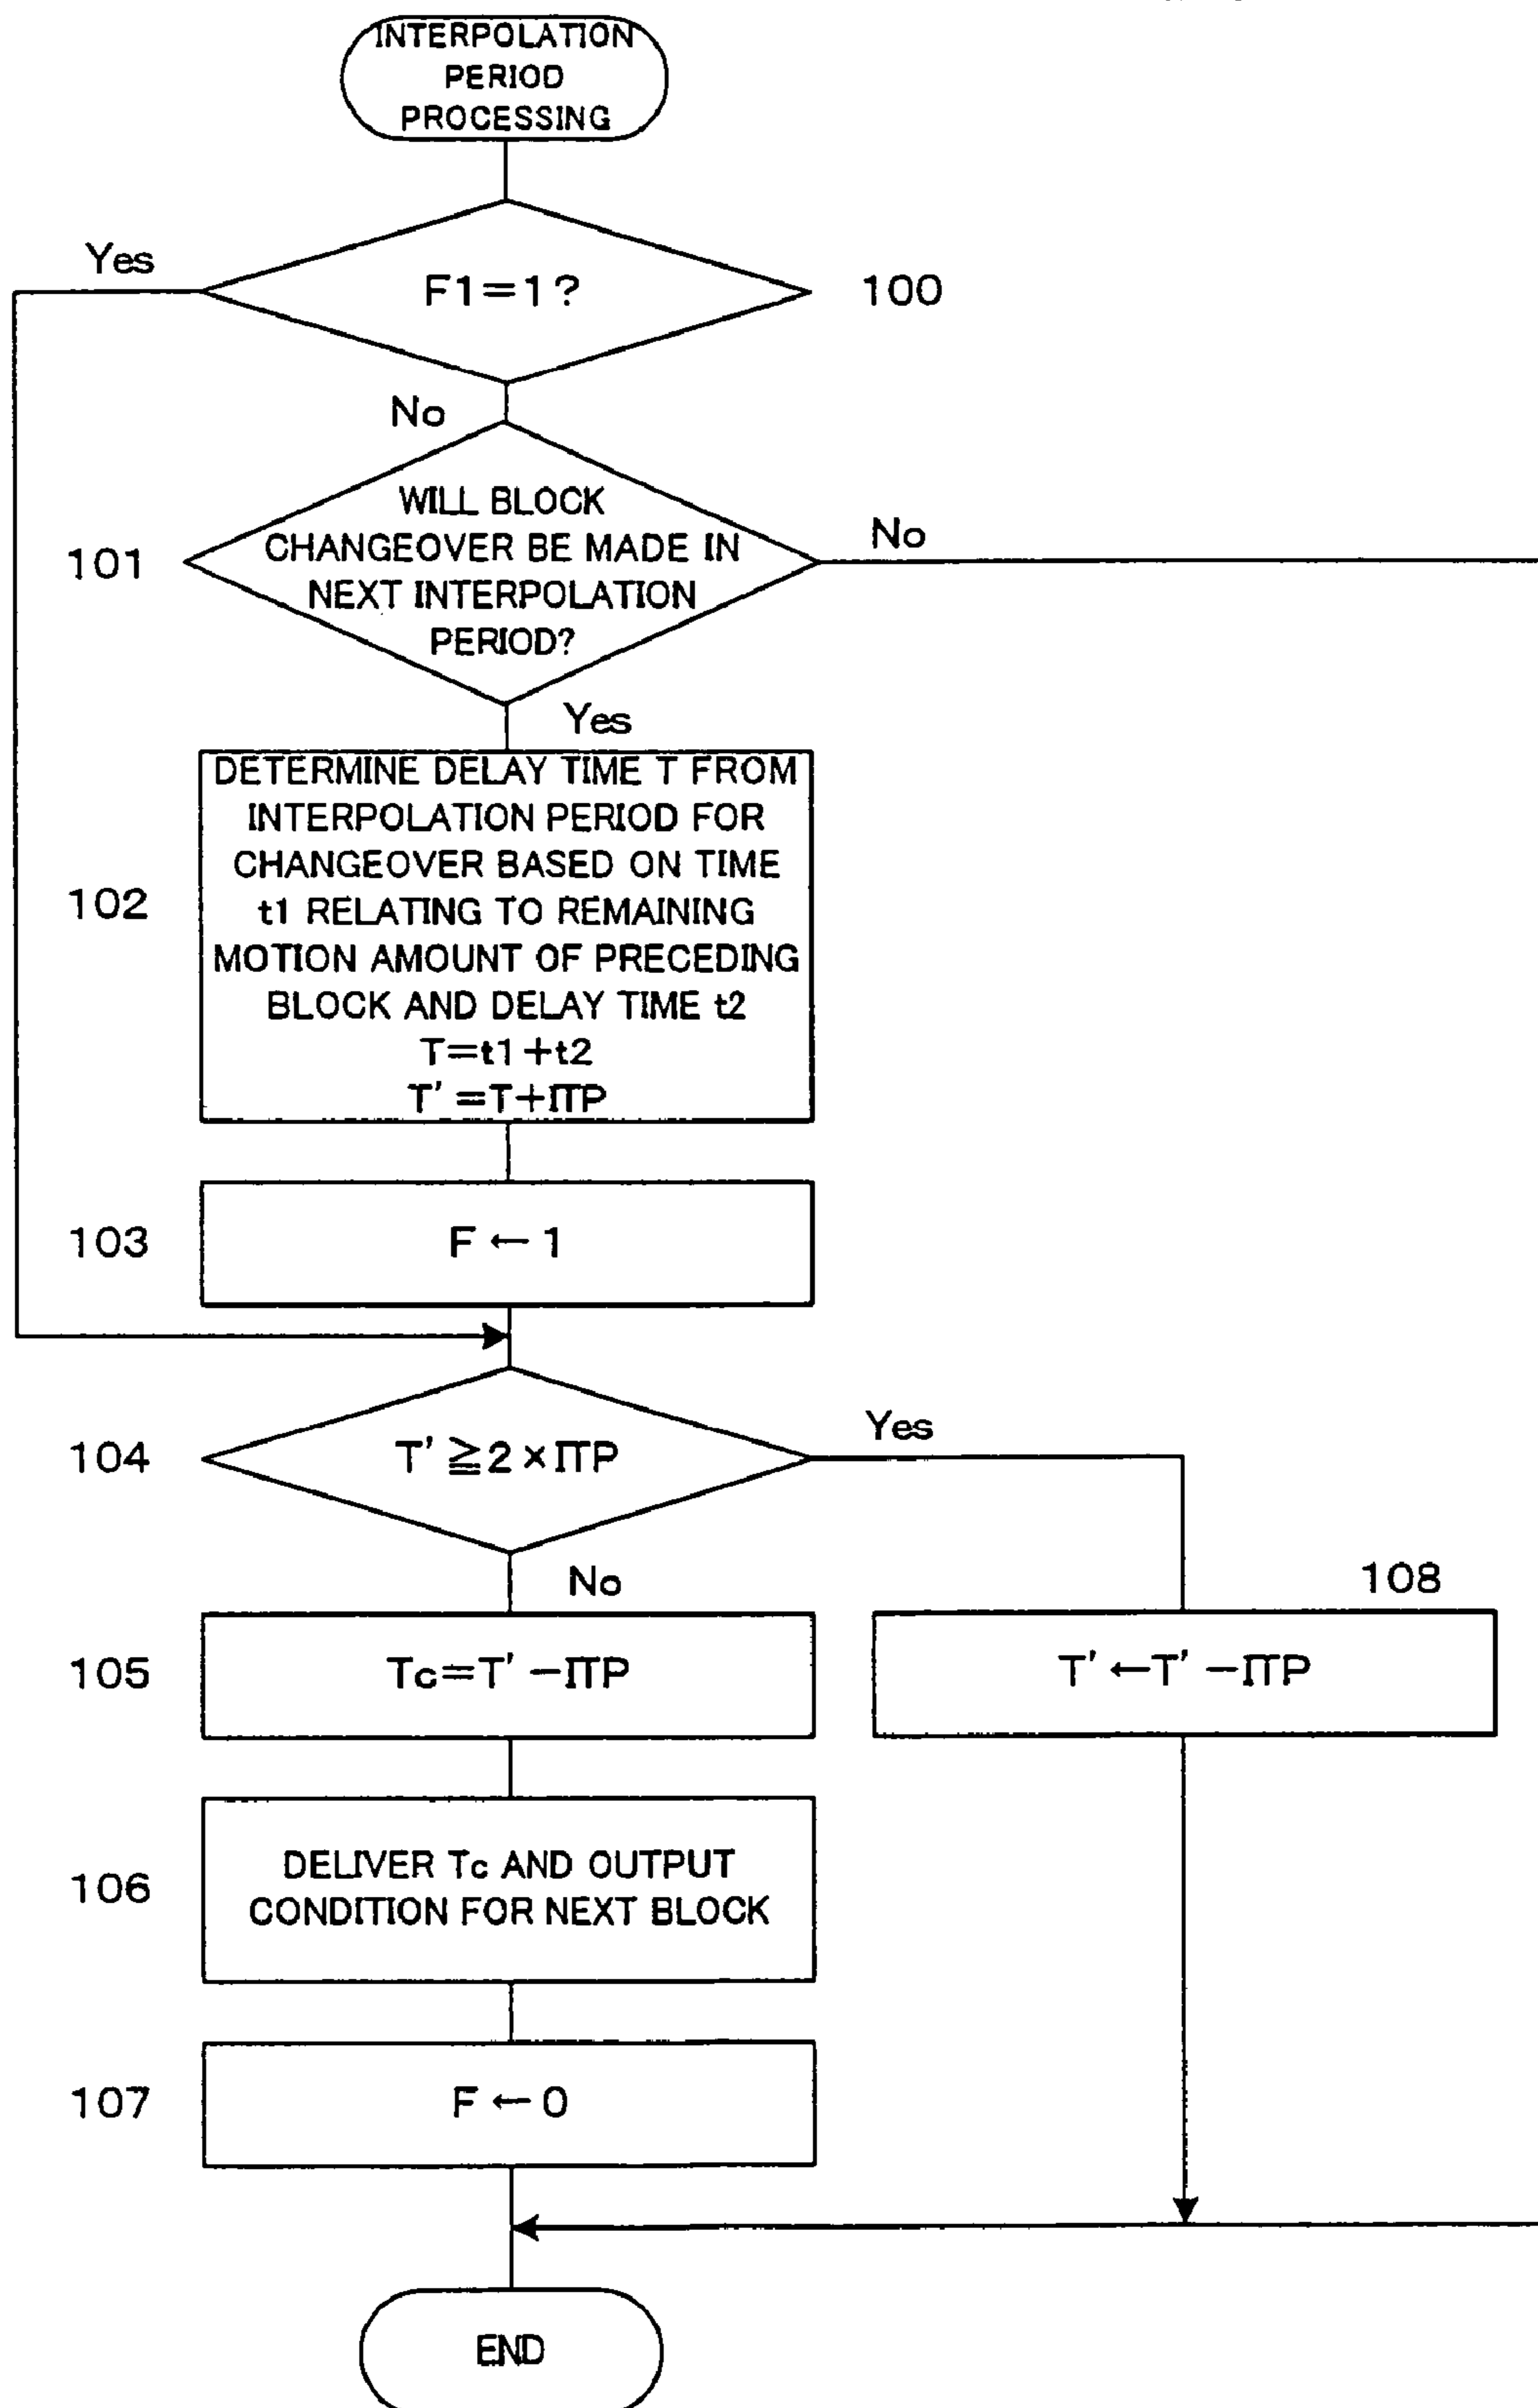 INTERPOLATION
PERIOD
PROCESSING
Yes
F1=1?
100
No
WILL BLOCK
CHANGEOVER BE MADE IN
NEXT INTERPOLATION
PERIOD?
101
No
Yes
DETERMINE DELAY TIME T FROM
INTERPOLATION PERIOD FOR
CHANGEOVER BASED ON TIME
t1 RELATING TO REMAINING
MOTION AMOUNT OF PRECEDING
BLOCK AND DELAY TIME t2
T=t1+t2
T'=T+ITP
102
103
F ← 1
104
T' ≧ 2×ITP
Yes
No
108
105
Tc=T'-ITP
T'←T'-ITP
106
DELIVER Tc AND OUTPUT
CONDITION FOR NEXT BLOCK
107
F ← 0
END